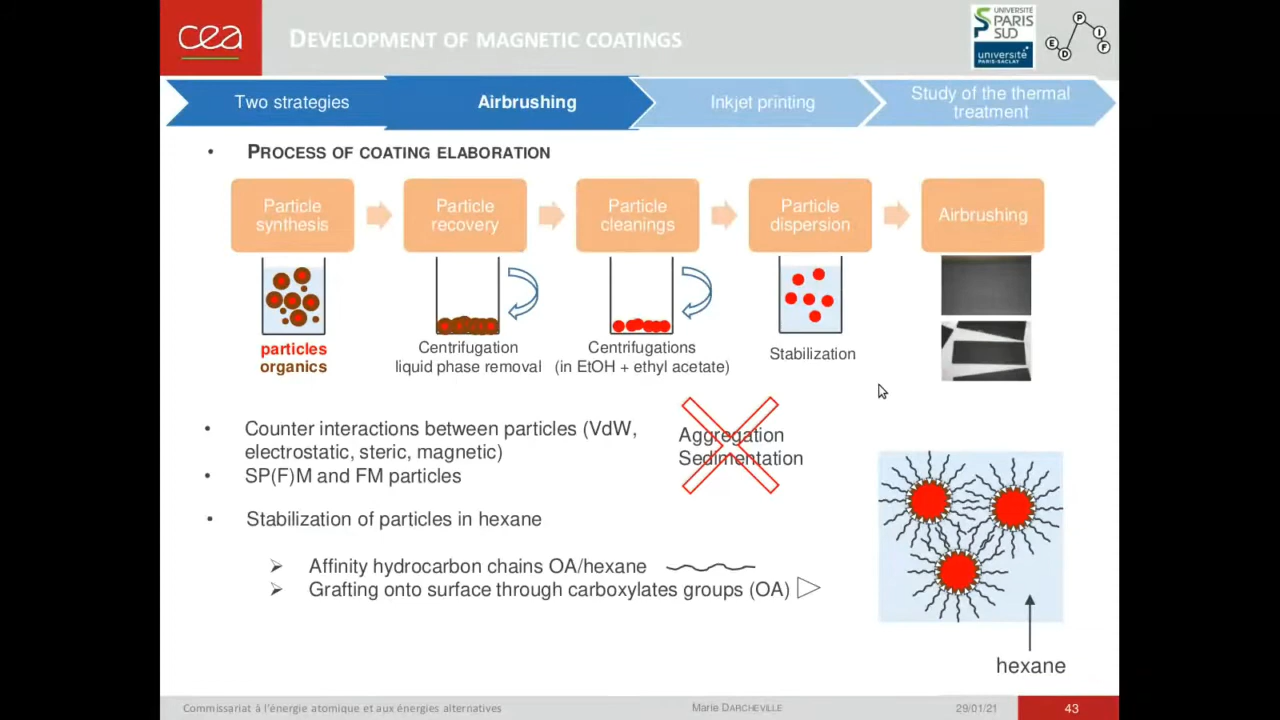 cea
DEVELOPMENT OF MAGNETIC COATINGS
UNIVERSITÉ
PARIS
SUD
université
PARIS-SACLAY
P
I
E
D
F
Two strategies
Airbrushing
Inkjet printing
Study of the thermal
treatment
• PROCESS OF COATING ELABORATION
Particle
synthesis
Particle
recovery
Particle
cleanings
Particle
dispersion
Airbrushing
particles
organics
Centrifugation
liquid phase removal
Centrifugations
(in EtOH + ethyl acetate)
Stabilization
• Counter interactions between particles (VdW,
electrostatic, steric, magnetic)
• SP(F)M and FM particles
Aggregation
Sedimentation
• Stabilization of particles in hexane
➢ Affinity hydrocarbon chains OA/hexane
➢ Grafting onto surface through carboxylates groups (OA)
hexane
Commissariat à l'énergie atomique et aux énergies alternatives
Marie DARCHEVILLE
29/01/21
43